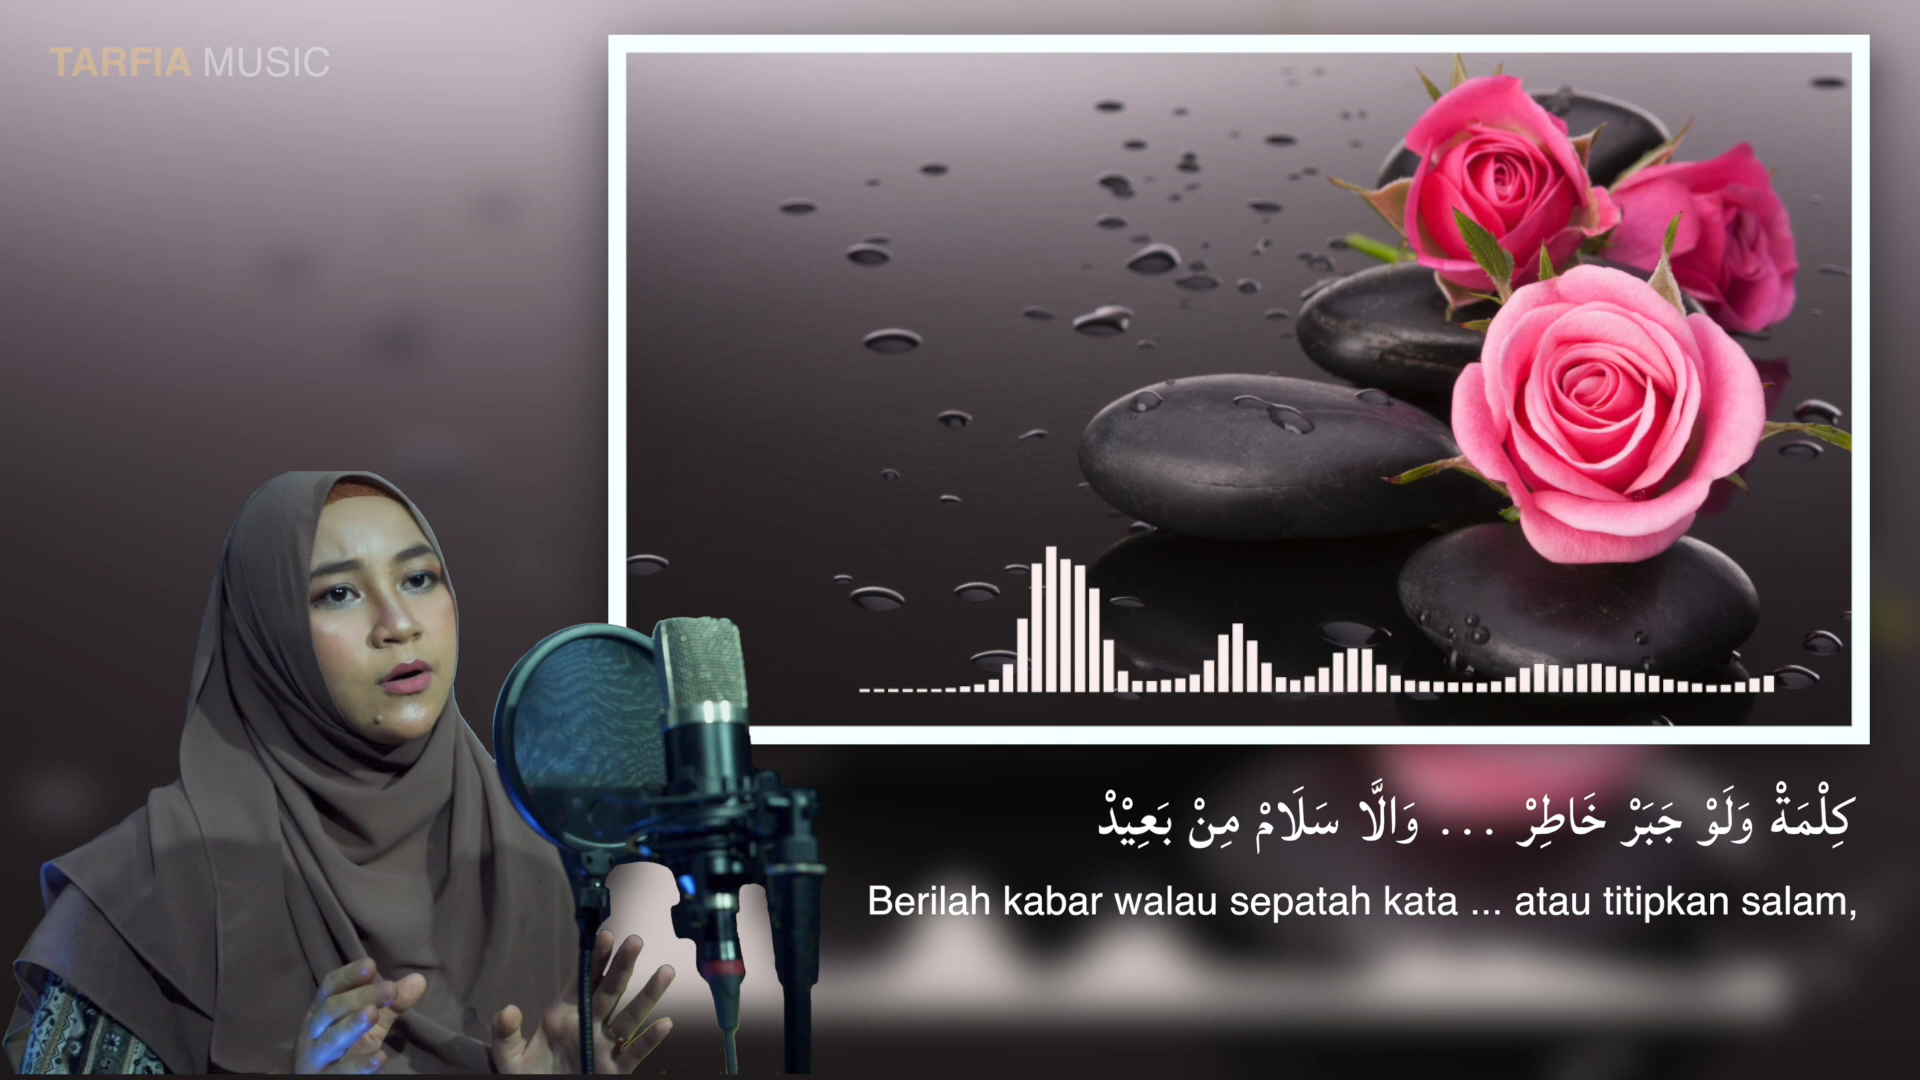 TARFIA MUSIC
كِلْمَةْ وَلَوْ جَبَرْ خَاطِرْ ... وَالَّا سَلَامْ مِنْ بَعِيْدْ
Berilah kabar walau sepatah kata ... atau titipkan salam,